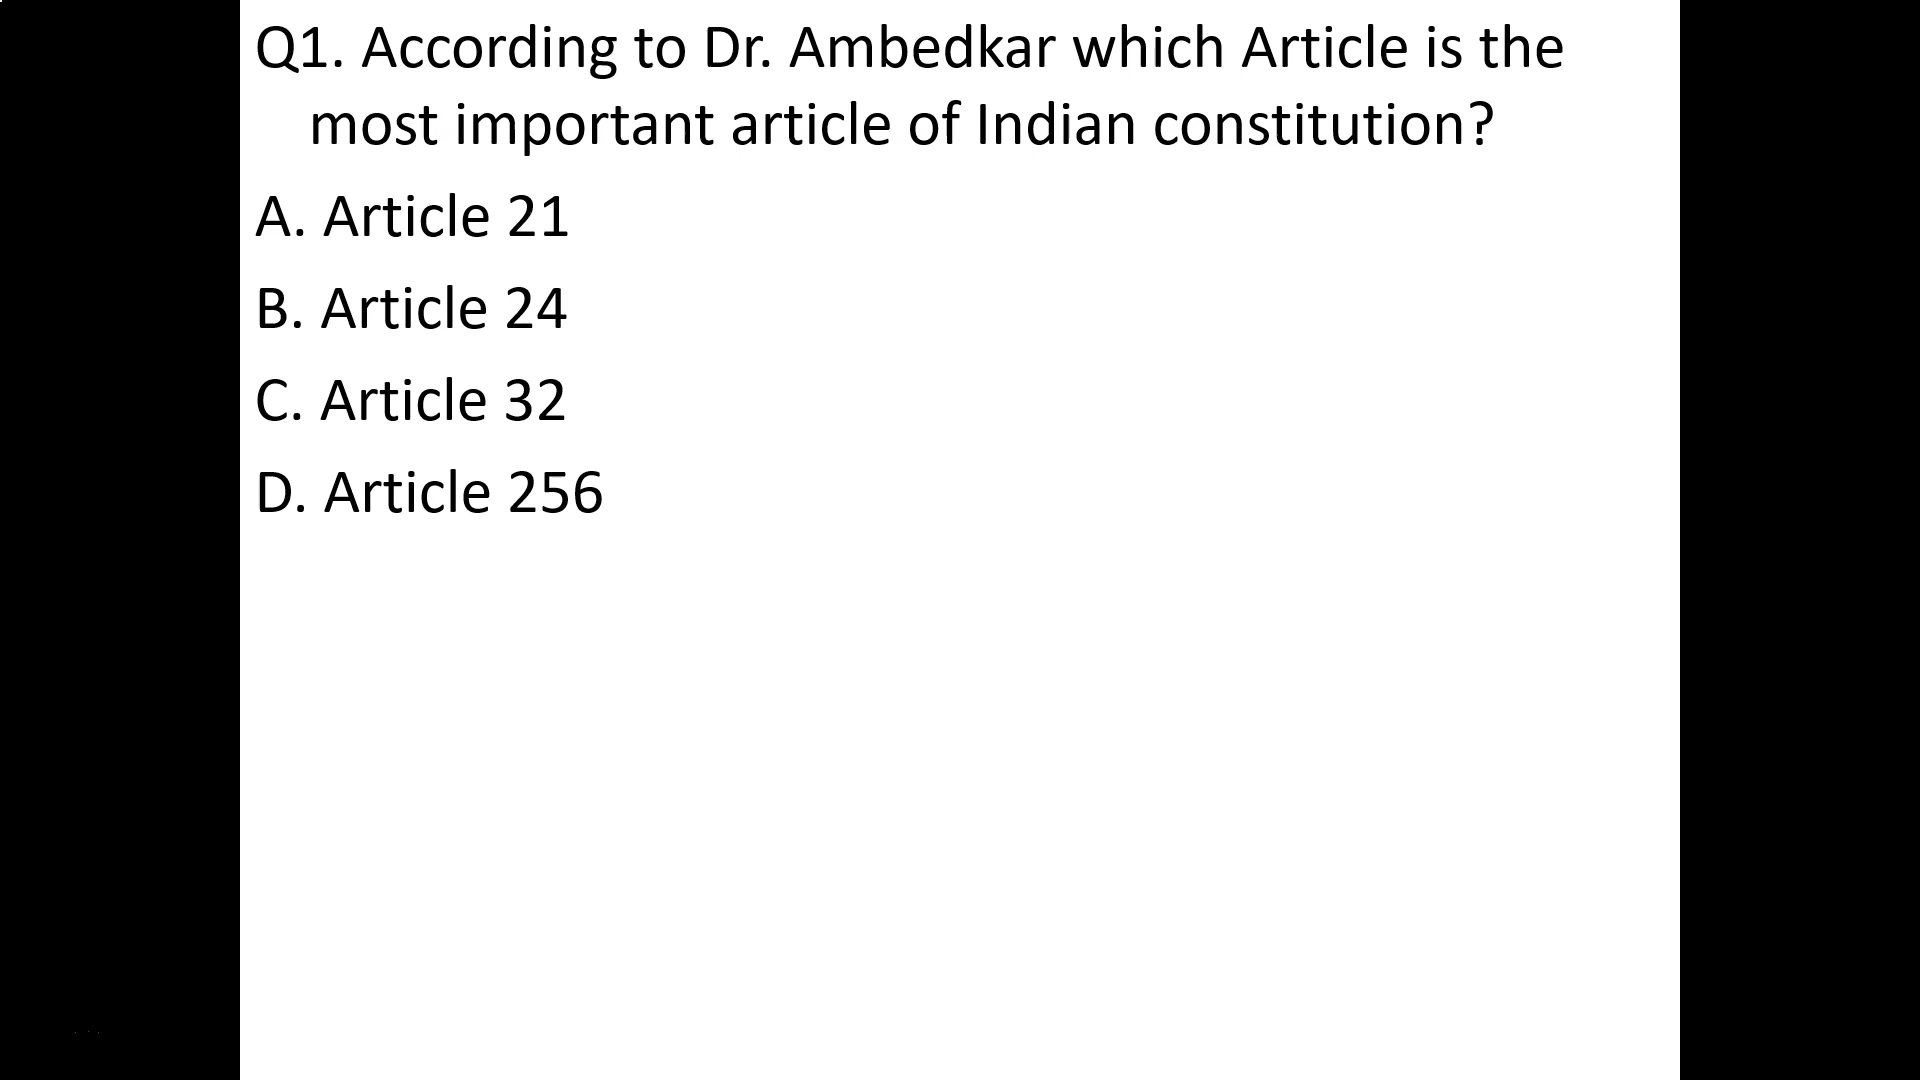 Q1. According to Dr. Ambedkar which Article is the
most important article of Indian constitution?
A. Article 21
B. Article 24
C. Article 32
D. Article 256